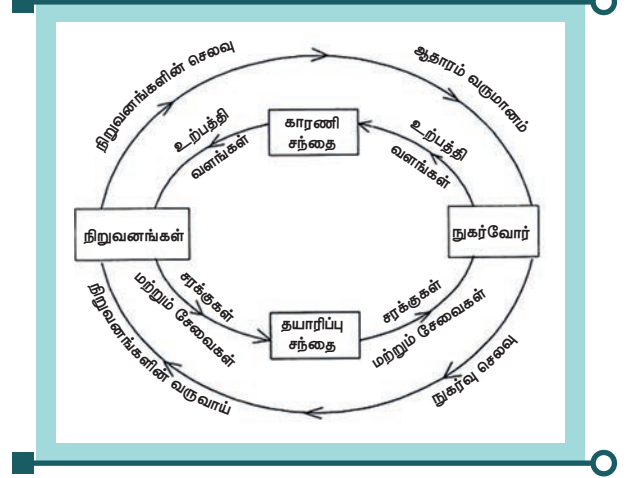 நிறுவனங்களின் செலவு
ஆதாரம் வருமானம்
உற்பத்தி
வளங்கள்
காரணி
சந்தை
உற்பத்தி
வளங்கள்
நிறுவனங்கள்
நுகர்வோர்
சரக்குகள்
மற்றும் சேவைகள்
தயாரிப்பு
சந்தை
சரக்குகள்
மற்றும் சேவைகள்
நிறுவனங்களின் வருவாய்
நுகர்வு செலவு